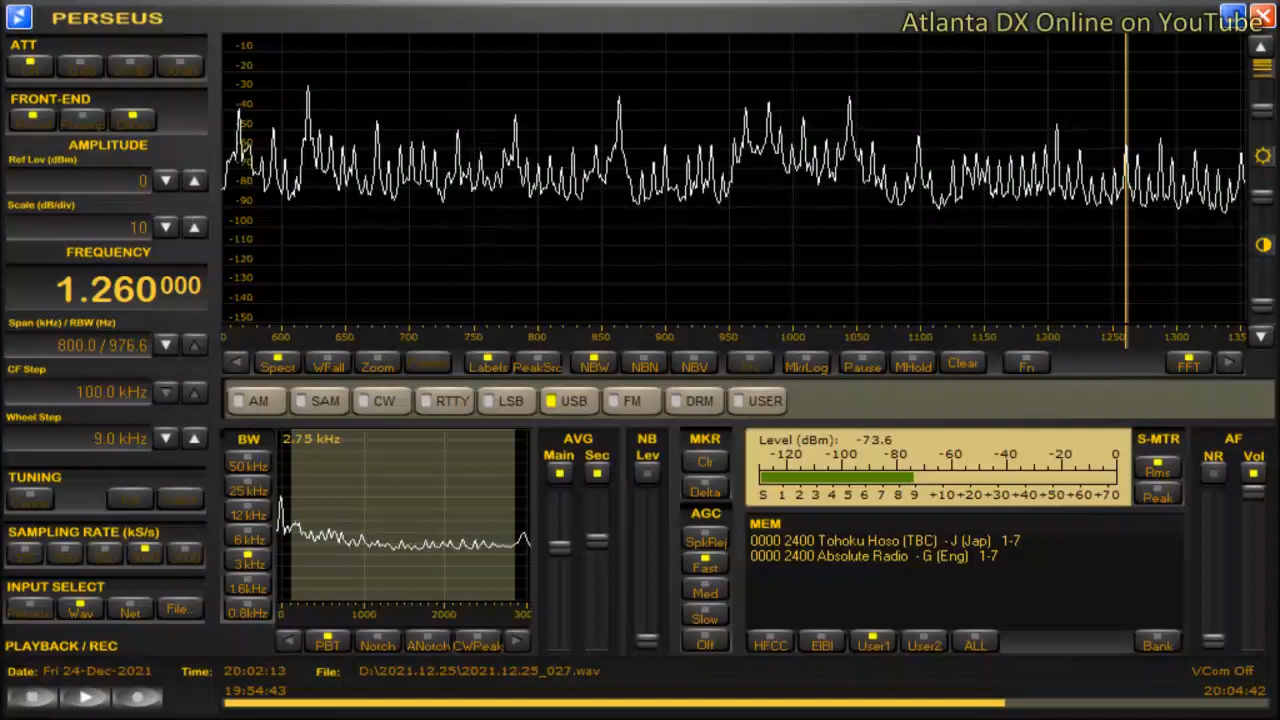 PERSEUS
Atlanta DX Online on YouTube
ATT
FRONT-END
AMPLITUDE
Ref Lev (dBm)
0
Scale (dB/div)
10
FREQUENCY
1.260000
Span (kHz) / RBW (Hz)
800.0 / 976.6
CF Step
100.0 kHz
Wheel Step
9.0 kHz
TUNING
SAMPLING RATE (kS/s)
INPUT SELECT
Wav Net File..
PLAYBACK / REC
-10
-20
-30
-40
-50
-60
-70
-80
-90
-100
-110
-120
-130
-140
-150
600 650 700 750 800 850 900 950 1000 1050 1100 1150 1200 1250 1300 135
Spect WFall Zoom Labels PeakSrc NBW NBN NBV MkrLog Pause MHold Clear Fn FFT
AM SAM CW RTTY LSB USB FM DRM USER
BW
50 kHz
25 kHz
12 kHz
6 kHz
3 kHz
1.6kHz
0.8kHz
2.75 kHz
0 1000 2000 300
PBT Notch ANotch CWPeak
AVG
Main Sec
NB
Lev
MKR
Clr
Delta
AGC
SpkRej
Fast
Med
Slow
Off
Level (dBm): -73.6
-120 -100 -80 -60 -40 -20 0
S 1 2 3 4 5 6 7 8 9 +10+20+30+40+50+60+70
S-MTR
Rms
Peak
AF
NR Vol
MEM
0000 2400 Tohoku Hoso (TBC) - J (Jap) 1-7
0000 2400 Absolute Radio - G (Eng) 1-7
HFCC EIBI User1 User2 ALL Bank
Date: Fri 24-Dec-2021 Time: 20:02:13 File: D:\2021.12.25\2021.12.25_027.wav VCom Off
19:54:43 20:04:42